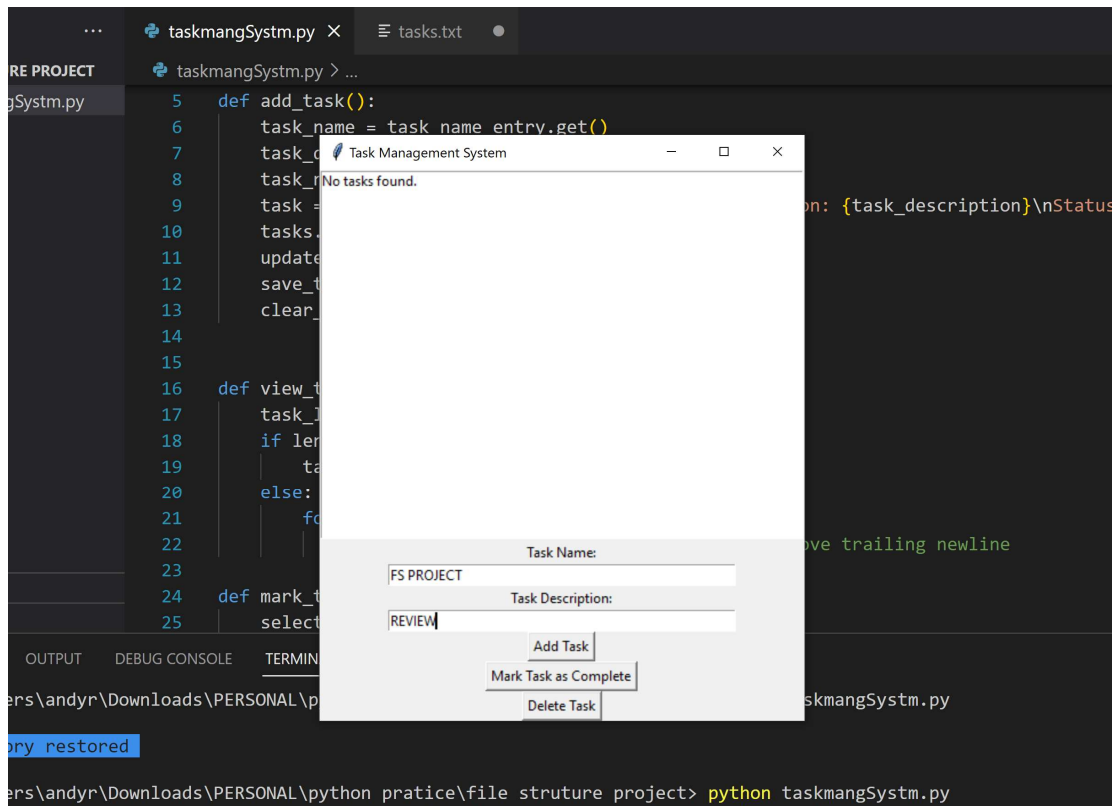 ... taskmangSystm.py × tasks.txt
RE PROJECT taskmangSystm.py > ...
gSystm.py
5 def add_task():
6 task_name = task_name_entry.get()
7 task_d
8 task_n
9 task = on: {task_description}\nStatus
10 tasks.
11 update
12 save_t
13 clear_
14
15
16 def view_t
17 task_l
18 if len
19 ta
20 else:
21 fo
22 ove trailing newline
23
24 def mark_t
25 select
Task Management System
No tasks found.
Task Name:
FS PROJECT
Task Description:
REVIEW
Add Task
Mark Task as Complete
Delete Task
OUTPUT DEBUG CONSOLE TERMIN
ers\andyr\Downloads\PERSONAL\p skmangSystm.py
ory restored
ers\andyr\Downloads\PERSONAL\python pratice\file struture project> python taskmangSystm.py